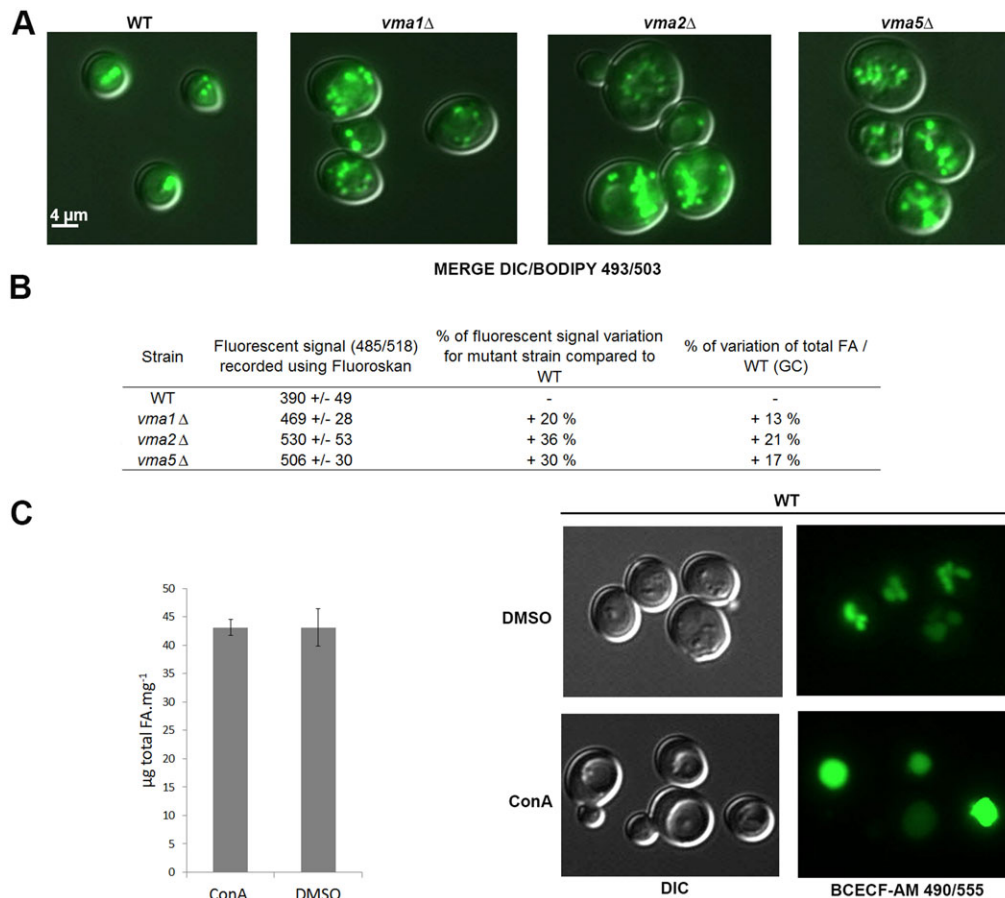 A
WT
vma1Δ
vma2Δ
vma5Δ
4 µm
MERGE DIC/BODIPY 493/503
B
Strain
Fluorescent signal (485/518)
recorded using Fluoroskan
% of fluorescent signal variation
for mutant strain compared to
WT
% of variation of total FA /
WT (GC)
WT 390 +/- 49 - -
vma1Δ 469 +/- 28 + 20 % + 13 %
vma2Δ 530 +/- 53 + 36 % + 21 %
vma5Δ 506 +/- 30 + 30 % + 17 %
C
µg total FA.mg⁻¹
50
45
40
35
30
25
20
15
10
5
0
ConA DMSO
WT
DMSO
ConA
DIC
BCECF-AM 490/555